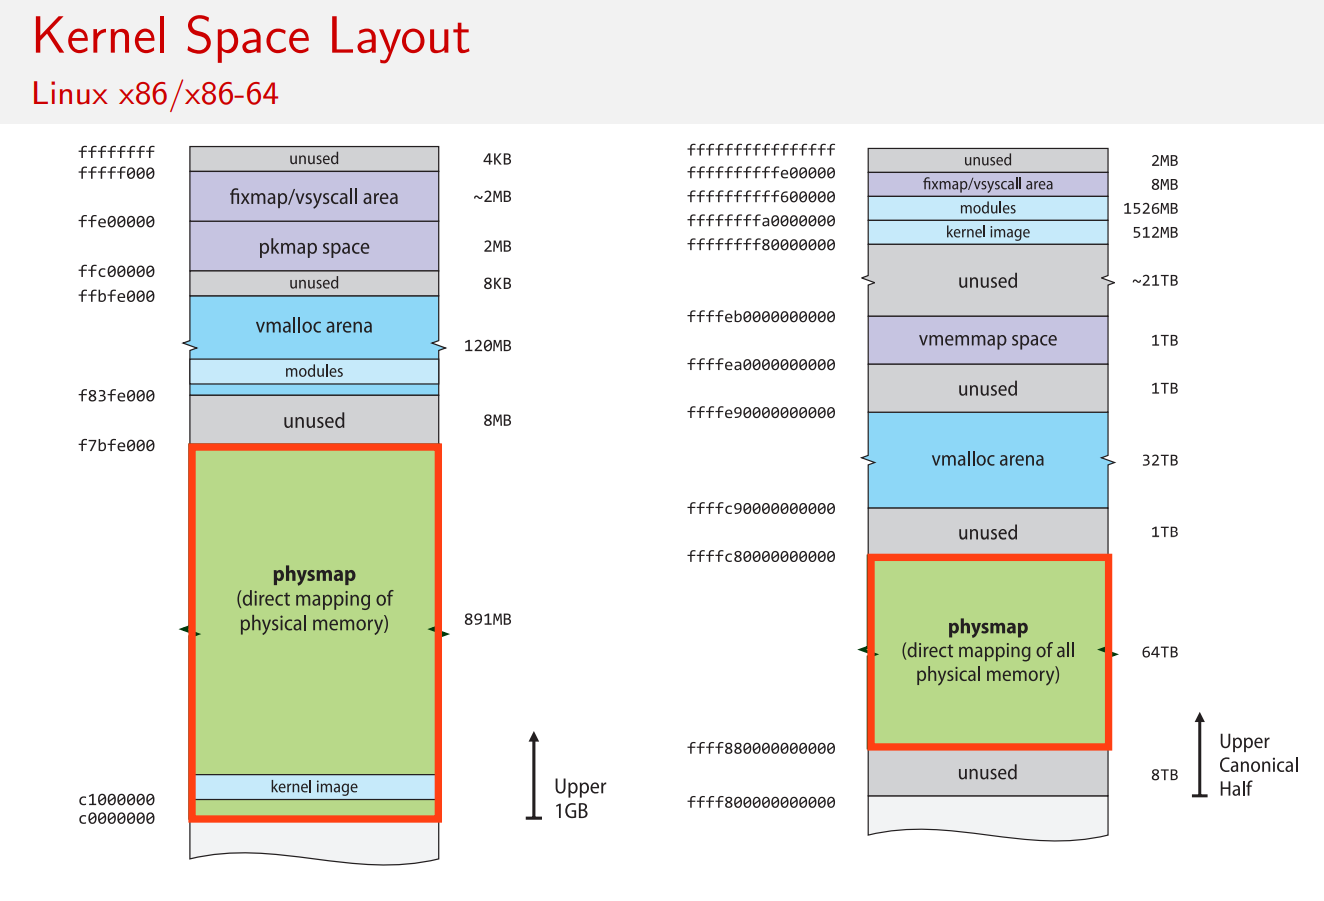 Kernel Space Layout
Linux x86/x86-64
ffffffff
unused
4KB
fffff000
fixmap/vsyscall area
~2MB
ffe00000
pkmap space
2MB
ffc00000
unused
8KB
ffbfe000
vmalloc arena
120MB
modules
f83fe000
unused
8MB
f7bfe000
physmap
(direct mapping of
physical memory)
891MB
kernel image
c1000000
c0000000
Upper
1GB
ffffffffffffffff
unused
2MB
ffffffffffe00000
fixmap/vsyscall area
8MB
ffffffffff600000
modules
1526MB
ffffffffa0000000
kernel image
512MB
ffffffff80000000
unused
~21TB
ffffeb0000000000
vmemmap space
1TB
ffffea0000000000
unused
1TB
ffffe90000000000
vmalloc arena
32TB
ffffc90000000000
unused
1TB
ffffc80000000000
physmap
(direct mapping of all
physical memory)
64TB
ffff880000000000
unused
8TB
ffff800000000000
Upper
Canonical
Half